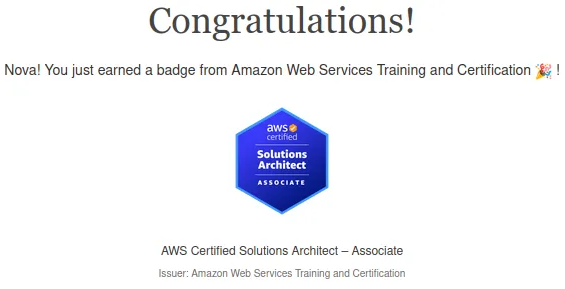 Congratulations!
Nova! You just earned a badge from Amazon Web Services Training and Certification 🎉 !
aws
certified
Solutions
Architect
ASSOCIATE
AWS Certified Solutions Architect – Associate
Issuer: Amazon Web Services Training and Certification